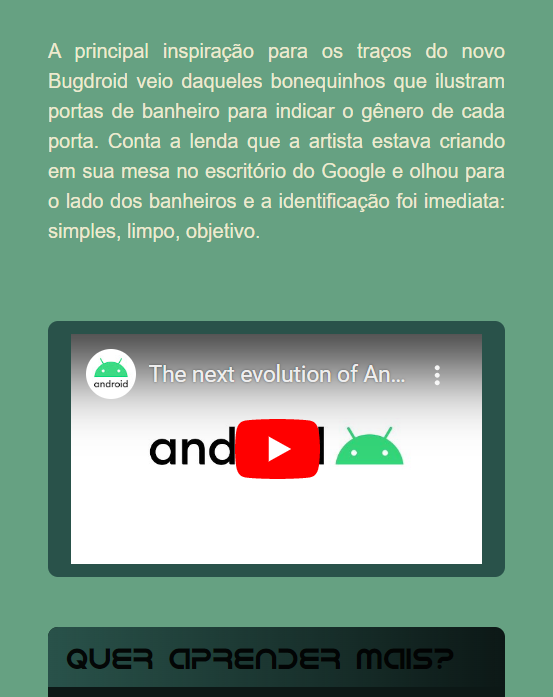 A principal inspiração para os traços do novo
Bugdroid veio daqueles bonequinhos que ilustram
portas de banheiro para indicar o gênero de cada
porta. Conta a lenda que a artista estava criando
em sua mesa no escritório do Google e olhou para
o lado dos banheiros e a identificação foi imediata:
simples, limpo, objetivo.
android
The next evolution of An...
and d
QUER APRENDER MAIS?